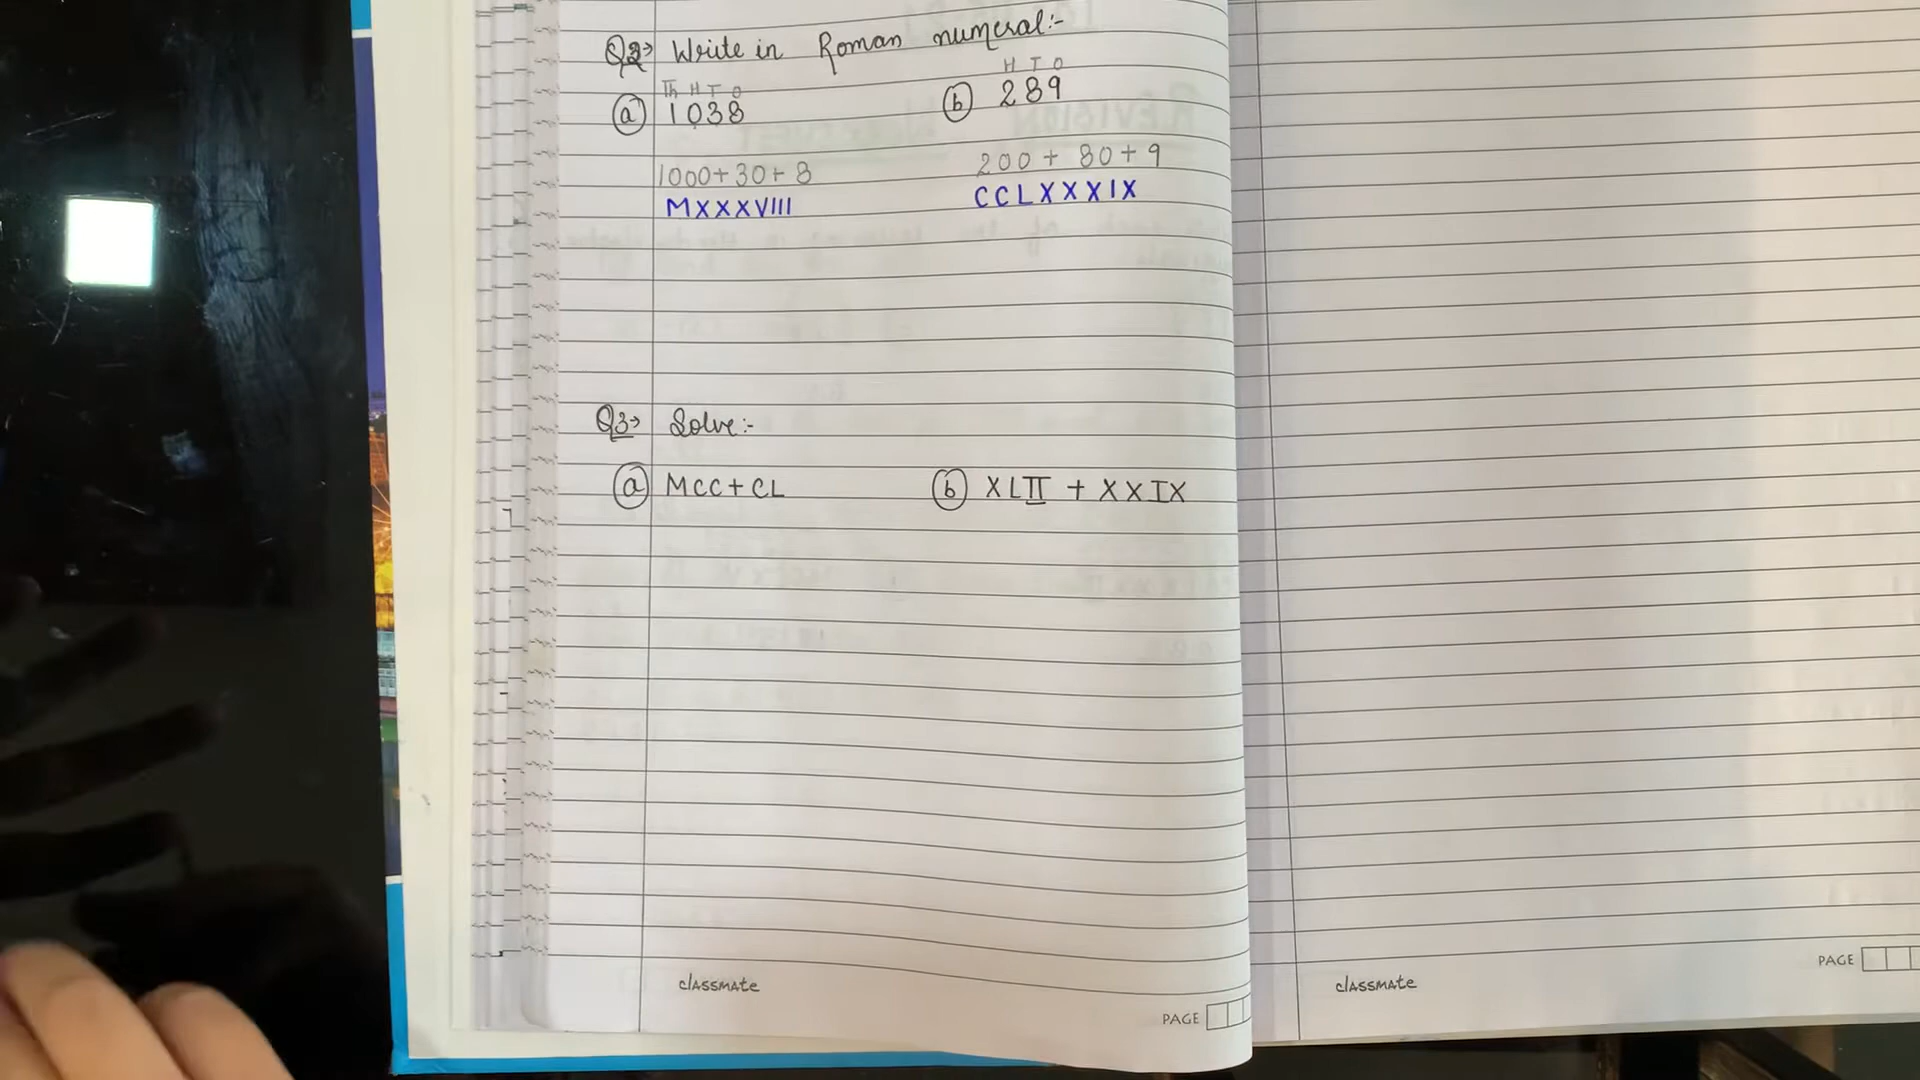 Q2→ Write in Roman numeral:-
Th H T O
H T O
(a) 1038
(b) 289
1000+30+8
200 + 80+9
MXXXVIII
CCLXXXIX
Q3→ Solve:-
(a) MCC+CL
(b) XLII + XXIX
classmate
PAGE
classmate
PAGE